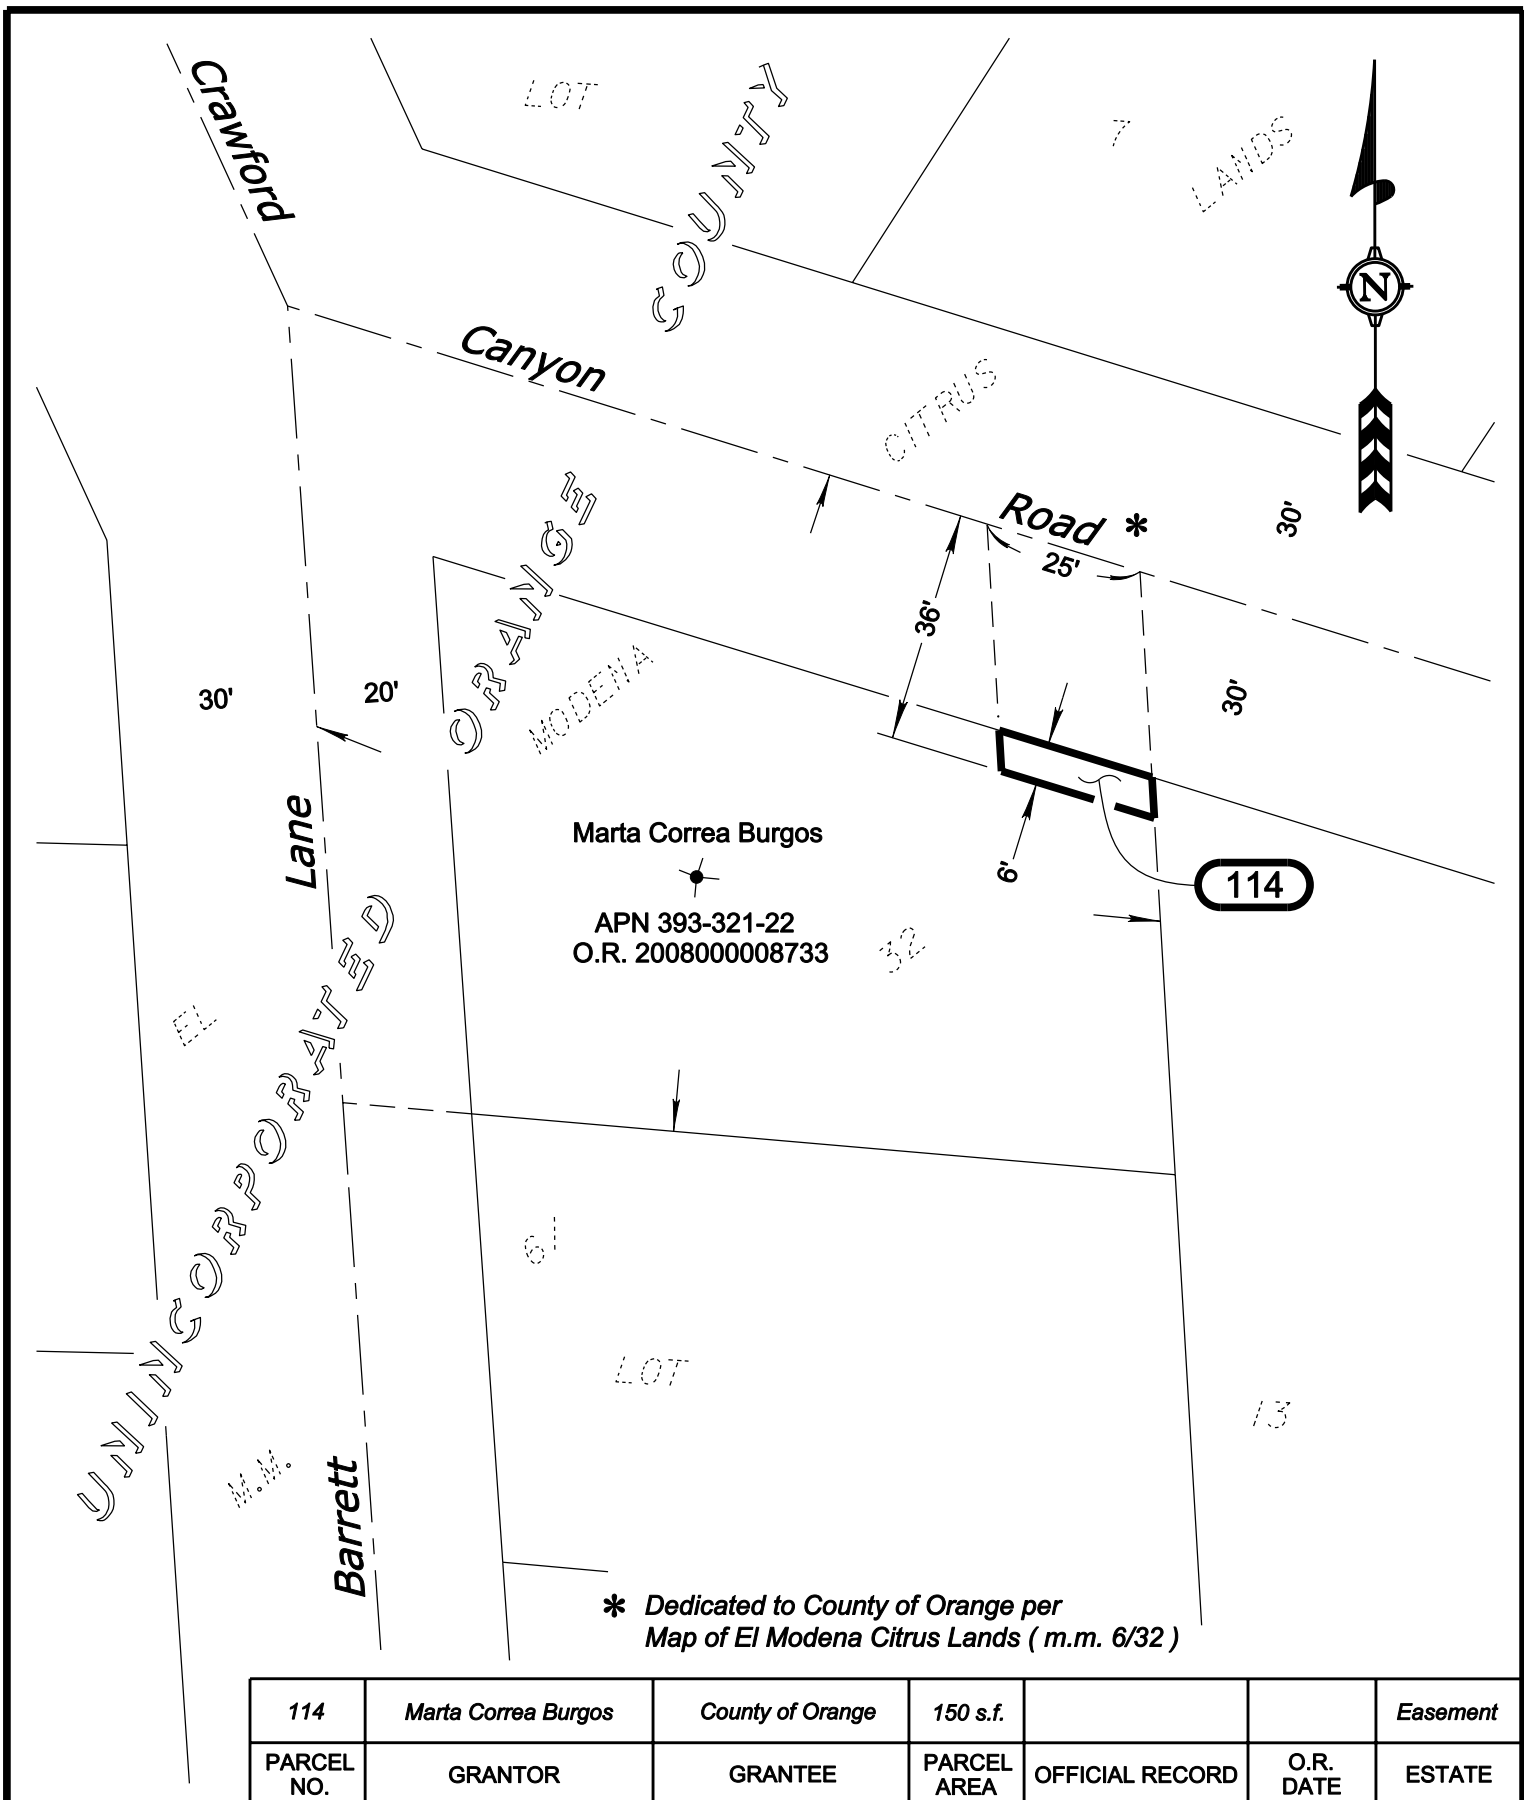 Crawford
Canyon
Road *
LOT
7
LANDS
CITRUS
MODENA
EL
M.M.
6/
32
LOT
13
UNINCORPORATED
ORANGE
COUNTY
N
30'
25'
36'
30'
20'
30'
6'
Lane
Barrett
Marta Correa Burgos
APN 393-321-22
O.R. 2008000008733
114
* Dedicated to County of Orange per
Map of El Modena Citrus Lands ( m.m. 6/32 )
114 Marta Correa Burgos County of Orange 150 s.f. Easement
PARCEL NO. GRANTOR GRANTEE PARCEL AREA OFFICIAL RECORD O.R. DATE ESTATE